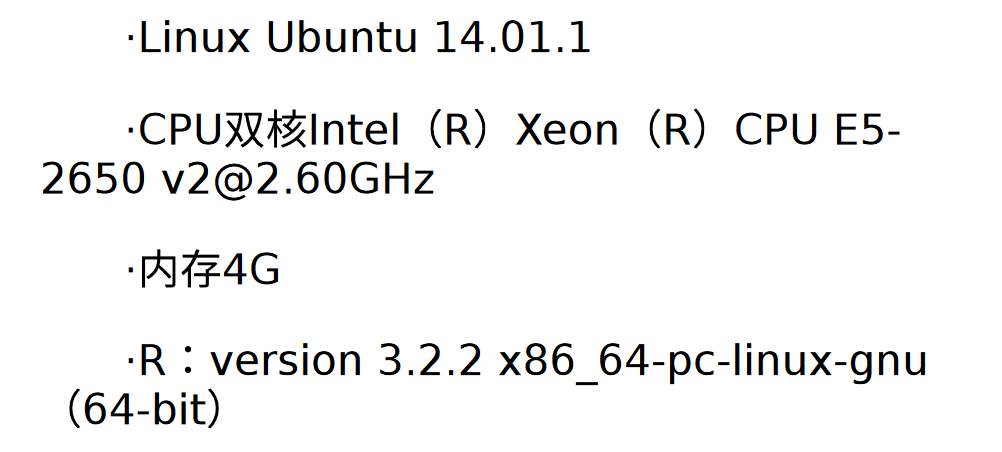 ·Linux Ubuntu 14.01.1
·CPU双核Intel（R）Xeon（R）CPU E5-
2650 v2@2.60GHz
·内存4G
·R：version 3.2.2 x86_64-pc-linux-gnu
（64-bit）